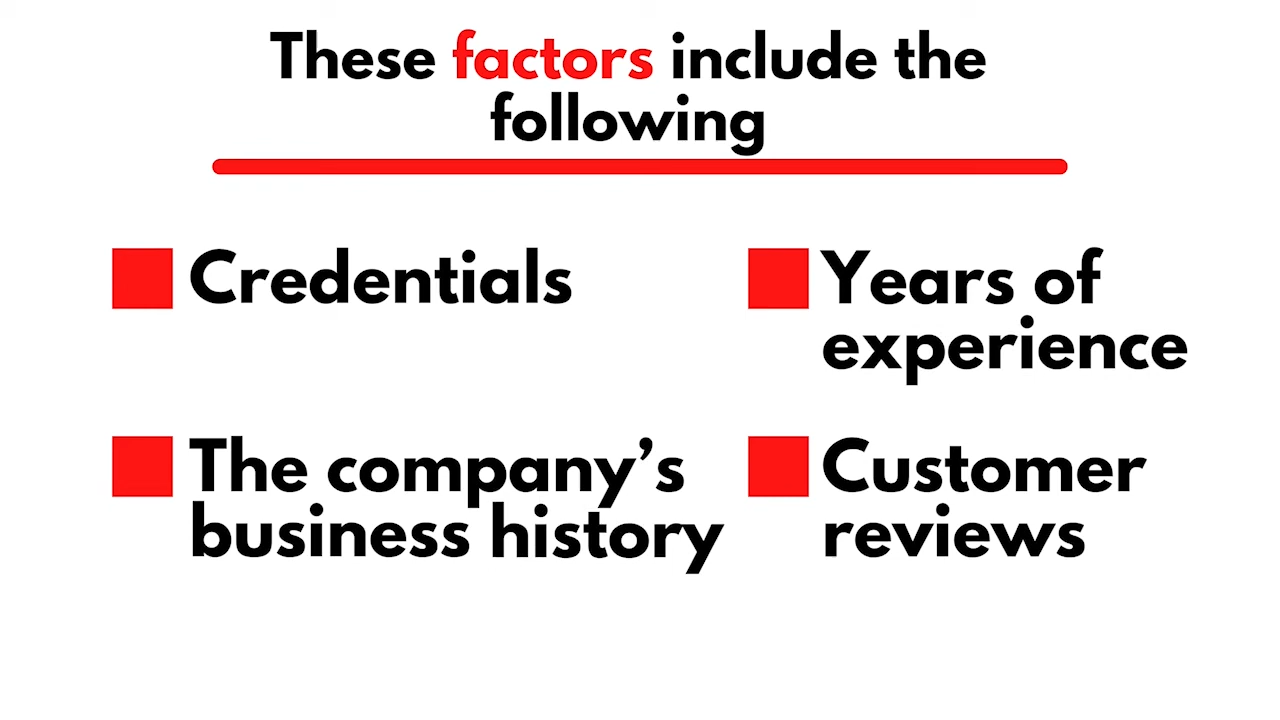 These factors include the
following
Credentials
Years of
experience
The company’s
business history
Customer
reviews